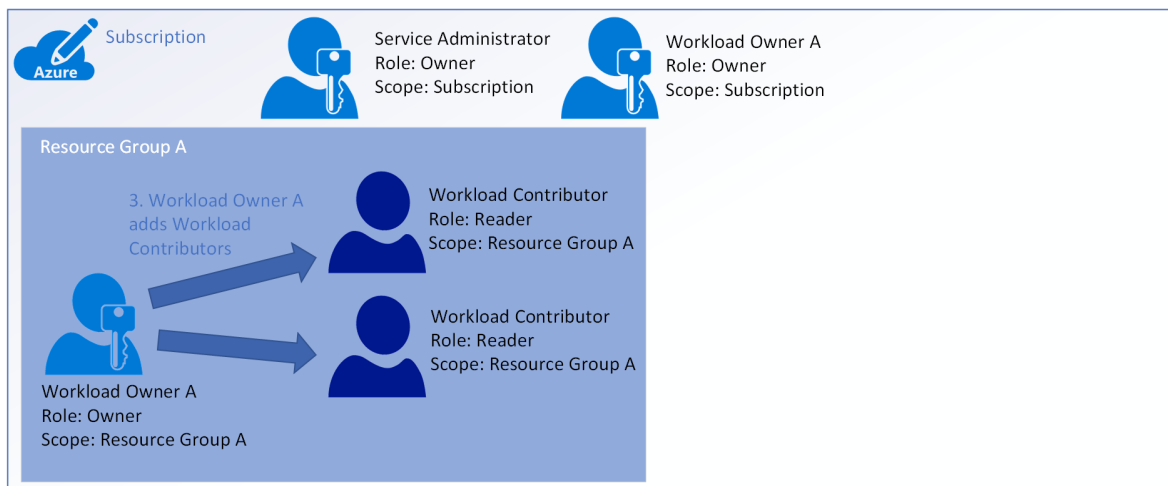 Azure
Subscription
Service Administrator
Role: Owner
Scope: Subscription
Workload Owner A
Role: Owner
Scope: Subscription
Resource Group A
3. Workload Owner A
adds Workload
Contributors
Workload Contributor
Role: Reader
Scope: Resource Group A
Workload Contributor
Role: Reader
Scope: Resource Group A
Workload Owner A
Role: Owner
Scope: Resource Group A